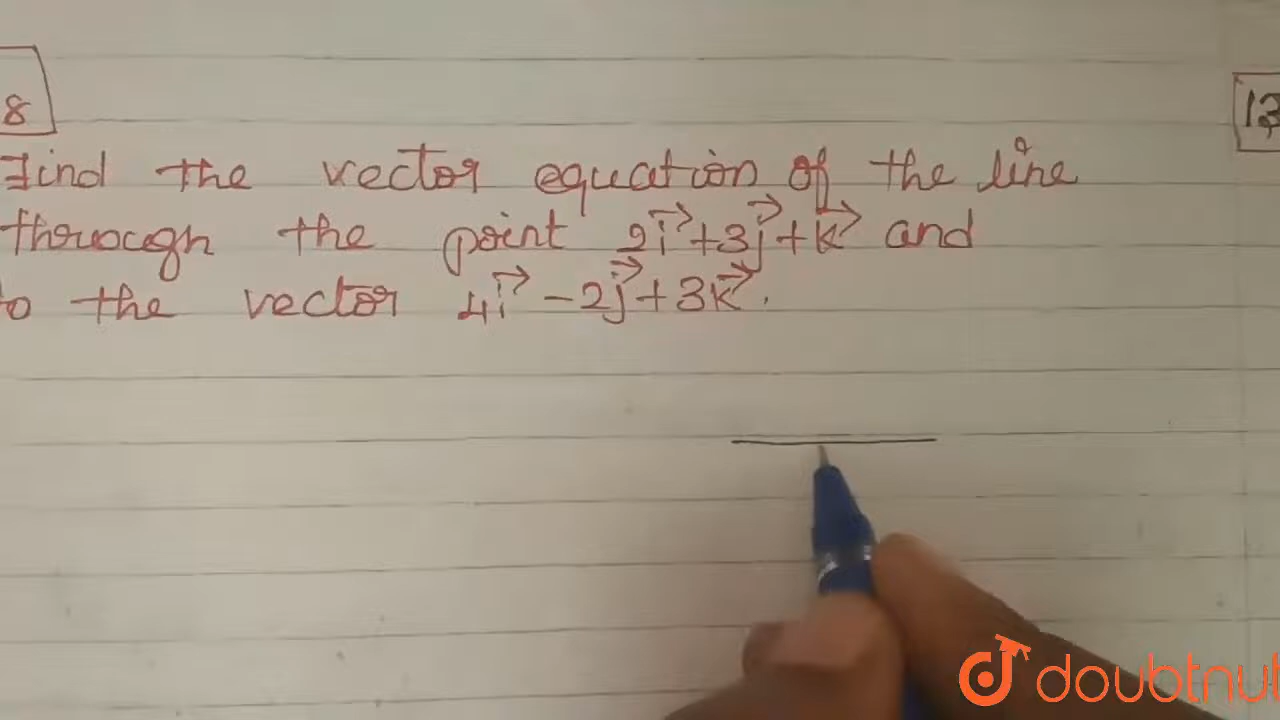 8
12
Find the vector equation of the line
through the point 2i⃗+3j⃗+k⃗ and
to the vector 4i⃗-2j⃗+3k⃗.
doubtnut